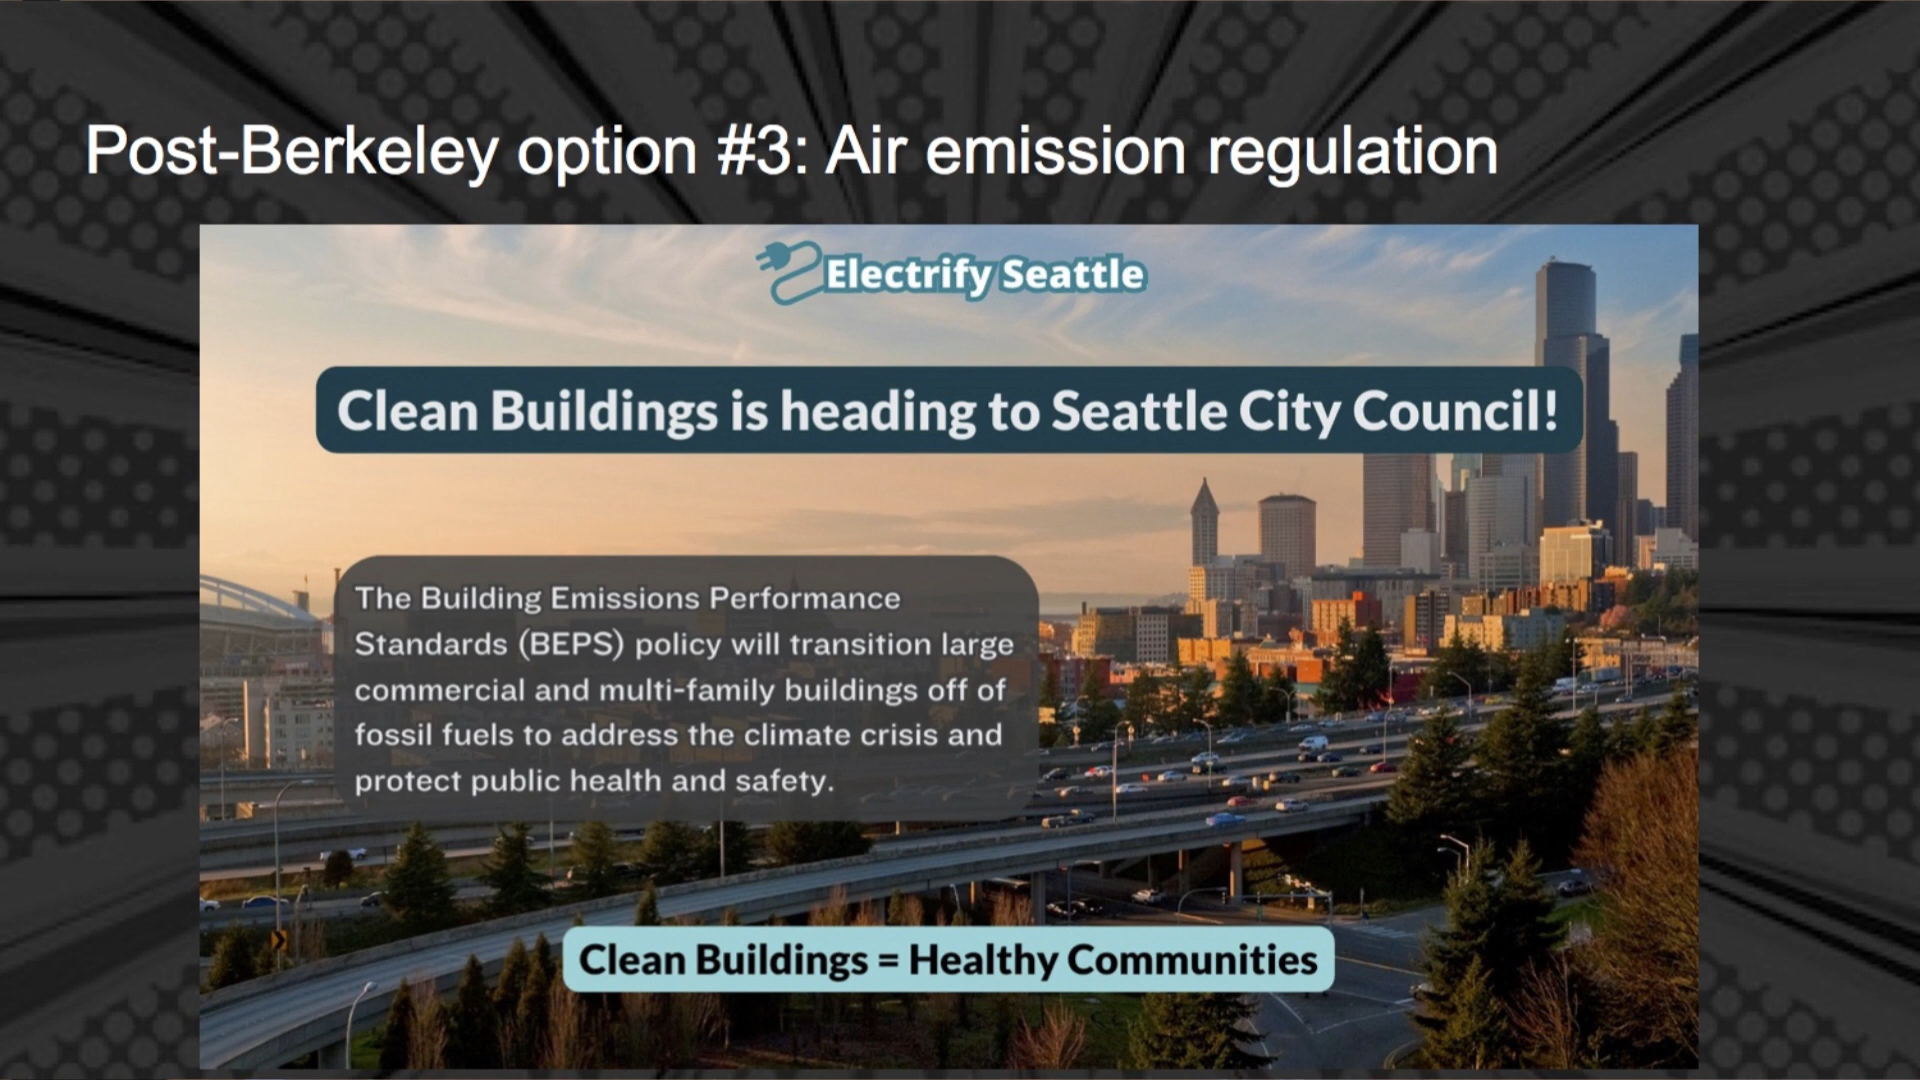 Post-Berkeley option #3: Air emission regulation
Electrify Seattle
Clean Buildings is heading to Seattle City Council!
The Building Emissions Performance
Standards (BEPS) policy will transition large
commercial and multi-family buildings off of
fossil fuels to address the climate crisis and
protect public health and safety.
Clean Buildings = Healthy Communities